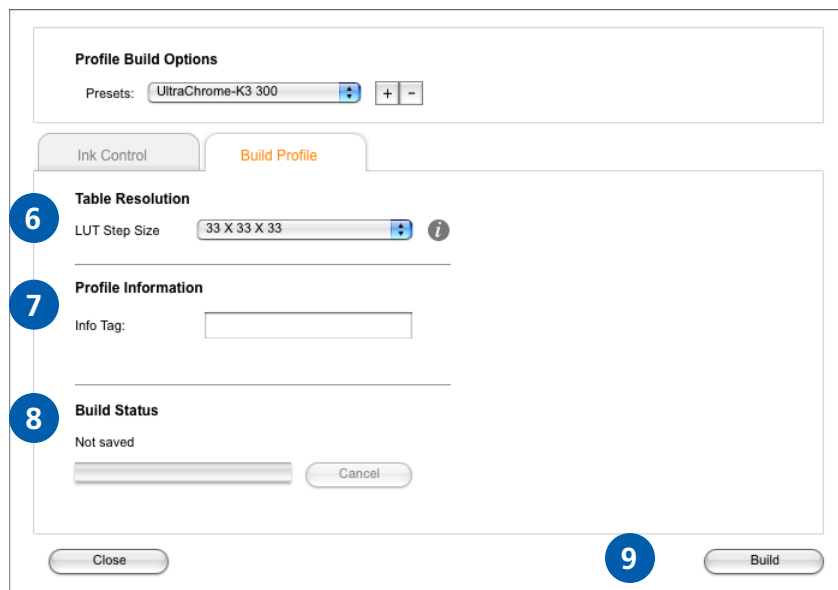 Profile Build Options
Presets: UltraChrome-K3 300 + -
Ink Control Build Profile
Table Resolution
6 LUT Step Size 33 X 33 X 33 i
7 Profile Information
Info Tag:
8 Build Status
Not saved
Cancel
Close 9 Build